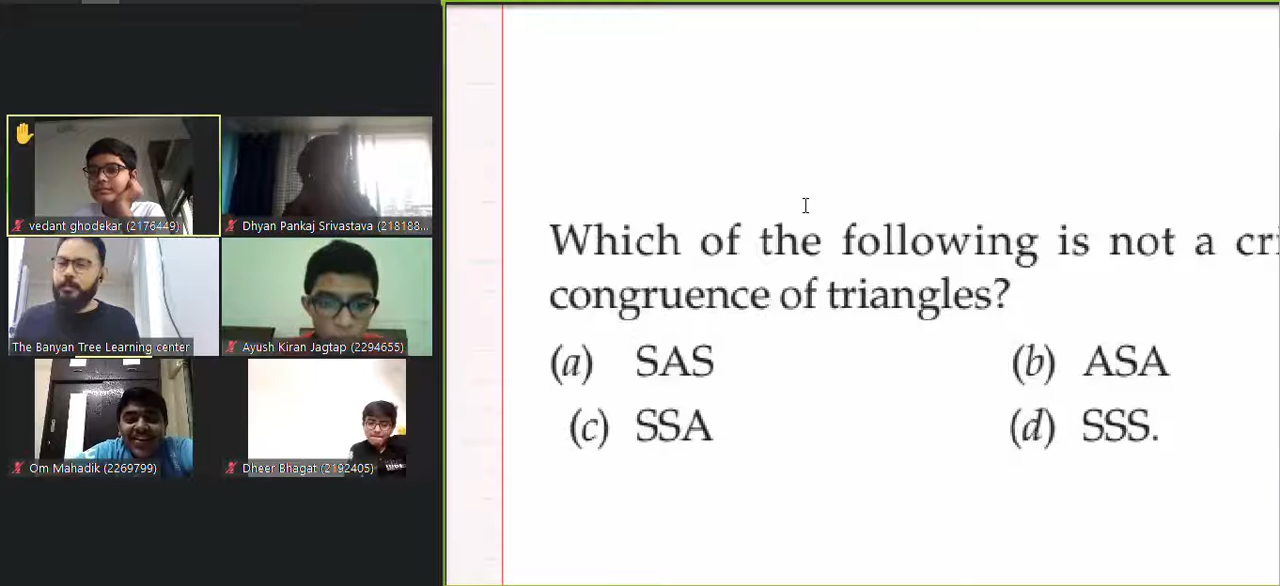 vedant ghodekar (2176449)
Dhyan Pankaj Srivastava (218188...
The Banyan Tree Learning center
Ayush Kiran Jagtap (2294655)
Om Mahadik (2269799)
Dheer Bhagat (2192405)
Which of the following is not a cri
congruence of triangles?
(a) SAS (b) ASA
(c) SSA (d) SSS.